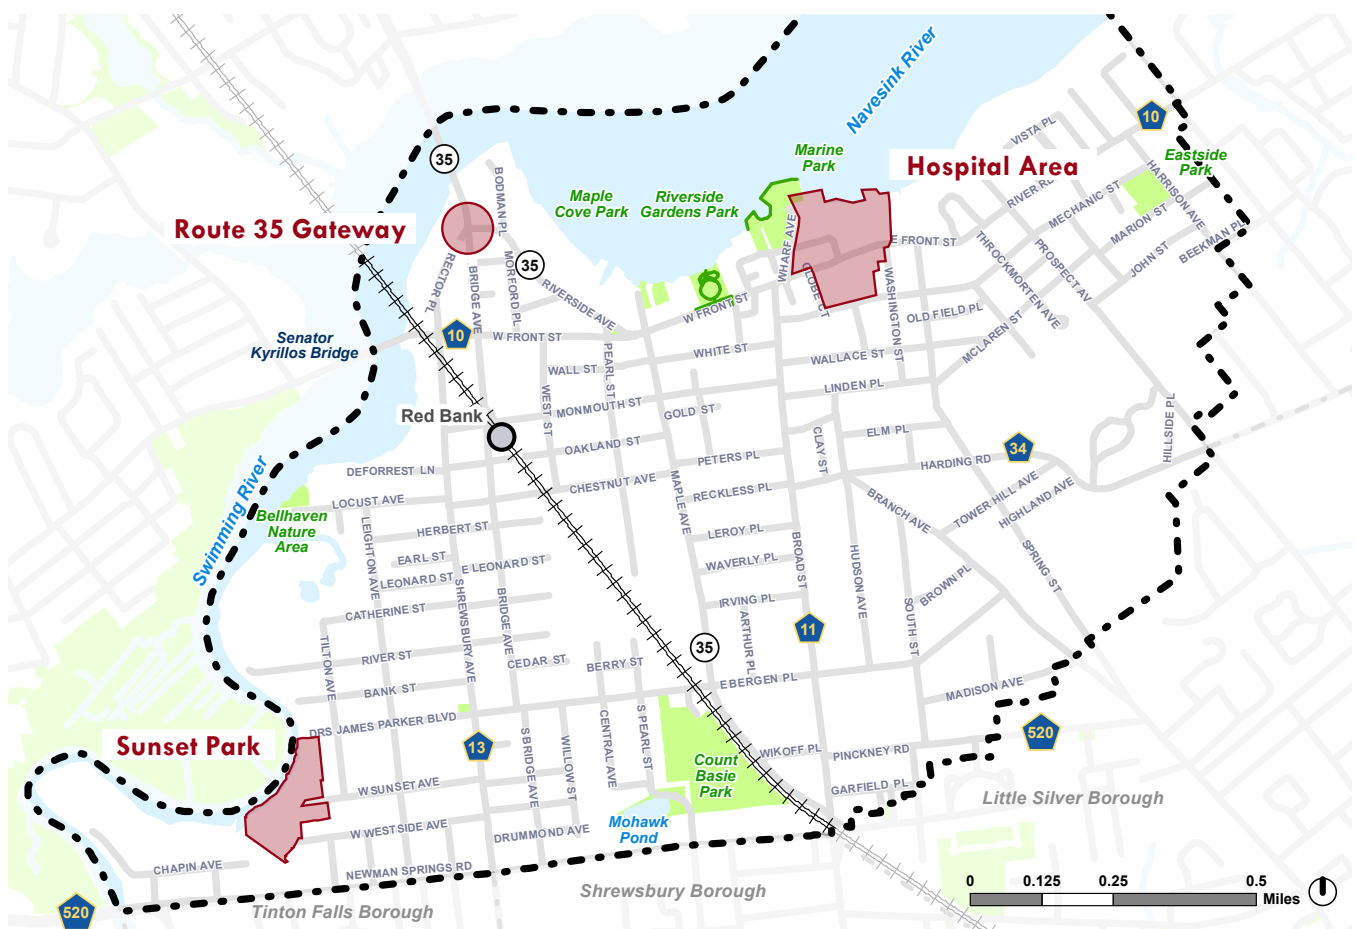 Navesink River
10
VISTA PL
35
Marine
Park
Hospital Area
Eastside
Park
HARRISON AVE
RIVER RD
MECHANIC ST
BODMAN PL
Maple
Cove Park
Riverside
Gardens Park
MARION ST
BEEKMAN PL
Route 35 Gateway
WHARF AVE
E FRONT ST
THROCKMORTEN AVE
PROSPECT AV
JOHN ST
RECTOR PL
BRIDGE AVE
MORFORD PL
35
RIVERSIDE AVE
GLOBE CT
WASHINGTON ST
W FRONT ST
OLD FIELD PL
MCLAREN ST
Senator
Kyrillos Bridge
10
W FRONT ST
WHITE ST
WALLACE ST
WALL ST
PEARL ST
LINDEN PL
WEST ST
MONMOUTH ST
GOLD ST
Red Bank
HILLSIDE PL
OAKLAND ST
CLAY ST
ELM PL
34
DEFORREST LN
PETERS PL
HARDING RD
CHESTNUT AVE
MAPLE AVE
RECKLESS PL
LOCUST AVE
Swimming River
Bellhaven
Nature
Area
LEIGHTON AVE
HERBERT ST
BRANCH AVE
TOWER HILL AVE
HIGHLAND AVE
LEROY PL
BROAD ST
HUDSON AVE
SPRING ST
EARL ST
E LEONARD ST
LEONARD ST
WAVERLY PL
BROWN PL
SHREWSBURY AVE
BRIDGE AVE
CATHERINE ST
IRVING PL
SOUTH ST
ARTHUR PL
11
TILTON AVE
RIVER ST
35
CEDAR ST
BERRY ST
BANK ST
E BERGEN PL
MADISON AVE
DRS JAMES PARKER BLVD
S BRIDGE AVE
WILLOW ST
CENTRAL AVE
S PEARL ST
Sunset Park
13
520
Count
Basie
Park
WIKOFF PL
PINCKNEY RD
W SUNSET AVE
GARFIELD PL
Little Silver Borough
Mohawk
Pond
W WESTSIDE AVE
DRUMMOND AVE
CHAPIN AVE
NEWMAN SPRINGS RD
Shrewsbury Borough
520
Tinton Falls Borough
0 0.125 0.25 0.5
Miles